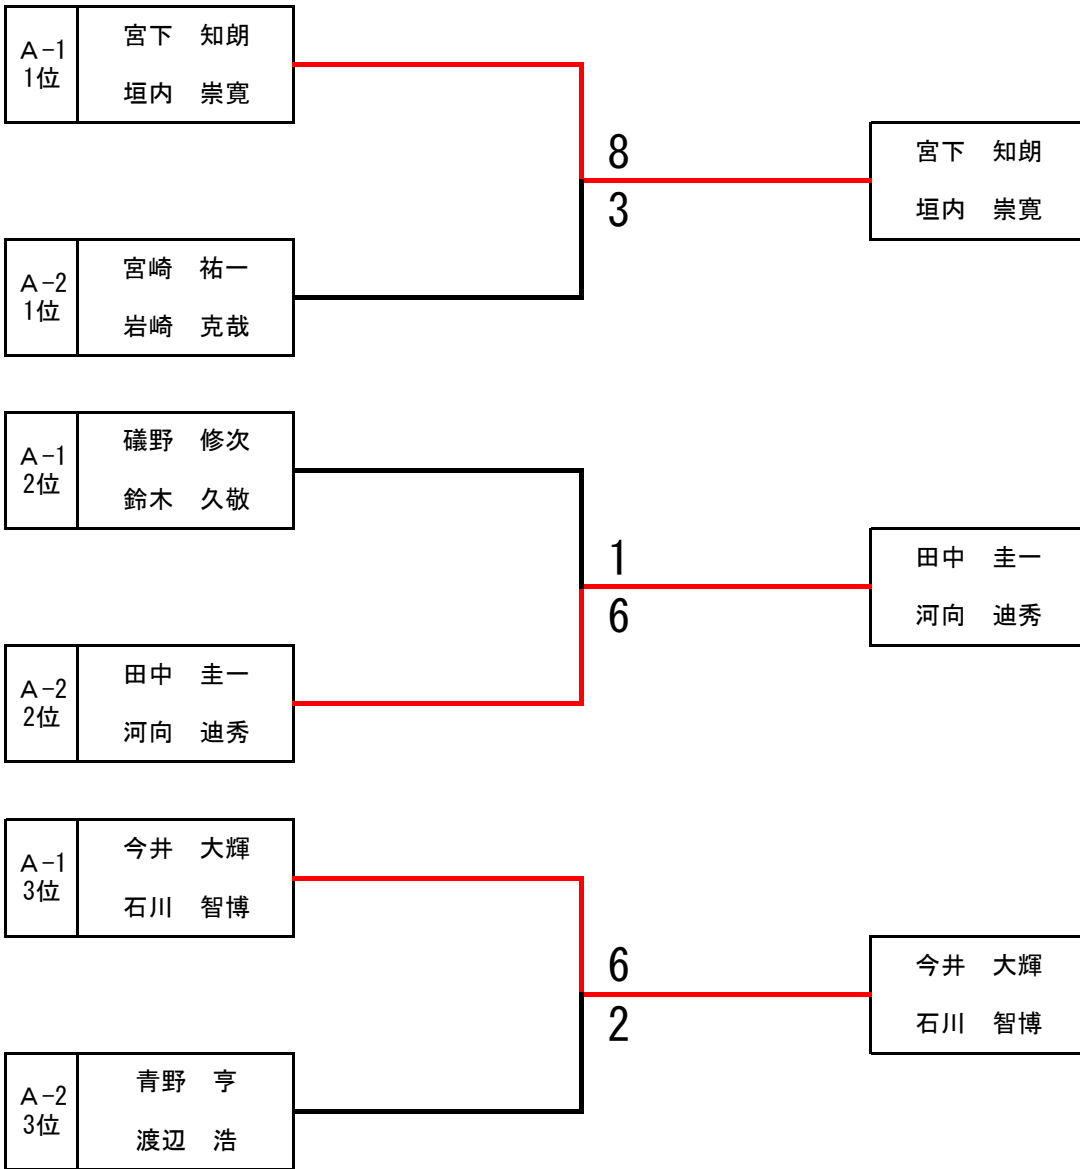 A-1
1位
宮下 知朗
垣内 崇寛
8
3
宮下 知朗
垣内 崇寛
A-2
1位
宮崎 祐一
岩崎 克哉
A-1
2位
礒野 修次
鈴木 久敬
1
6
田中 圭一
河向 迪秀
A-2
2位
田中 圭一
河向 迪秀
A-1
3位
今井 大輝
石川 智博
6
2
今井 大輝
石川 智博
A-2
3位
青野 亨
渡辺 浩